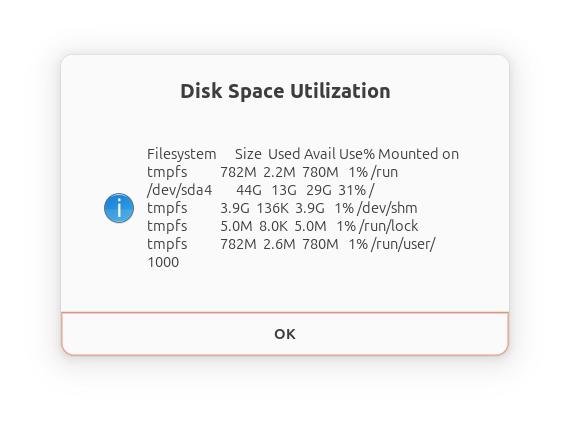 Disk Space Utilization
Filesystem Size Used Avail Use% Mounted on
tmpfs 782M 2.2M 780M 1% /run
/dev/sda4 44G 13G 29G 31% /
tmpfs 3.9G 136K 3.9G 1% /dev/shm
tmpfs 5.0M 8.0K 5.0M 1% /run/lock
tmpfs 782M 2.6M 780M 1% /run/user/
1000
OK